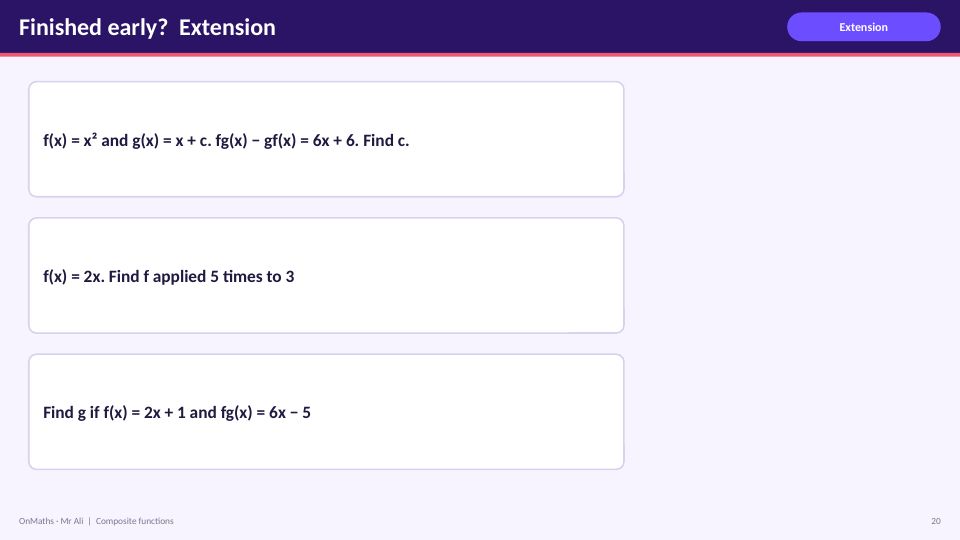 Finished early?  Extension
Extension
f(x) = x² and g(x) = x + c. fg(x) − gf(x) = 6x + 6. Find c.
f(x) = 2x. Find f applied 5 times to 3
Find g if f(x) = 2x + 1 and fg(x) = 6x − 5
OnMaths · Mr Ali | Composite functions
20